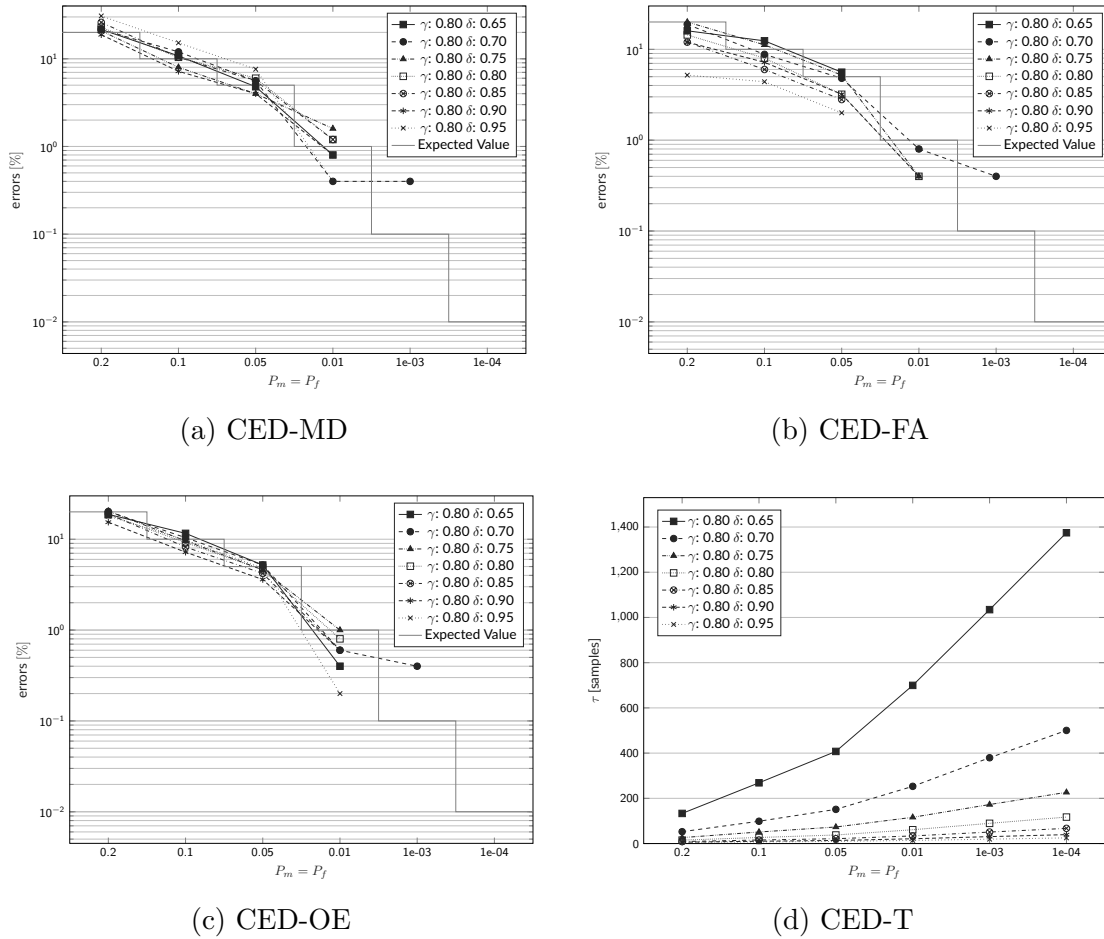 10^1
10^0
10^−1
10^−2
errors [%]
0.2 0.1 0.05 0.01 1e-03 1e-04
P_m = P_f
γ: 0.80 δ: 0.65
γ: 0.80 δ: 0.70
γ: 0.80 δ: 0.75
γ: 0.80 δ: 0.80
γ: 0.80 δ: 0.85
γ: 0.80 δ: 0.90
γ: 0.80 δ: 0.95
Expected Value
(a) CED-MD
10^1
10^0
10^−1
10^−2
errors [%]
0.2 0.1 0.05 0.01 1e-03 1e-04
P_m = P_f
γ: 0.80 δ: 0.65
γ: 0.80 δ: 0.70
γ: 0.80 δ: 0.75
γ: 0.80 δ: 0.80
γ: 0.80 δ: 0.85
γ: 0.80 δ: 0.90
γ: 0.80 δ: 0.95
Expected Value
(b) CED-FA
10^1
10^0
10^−1
10^−2
errors [%]
0.2 0.1 0.05 0.01 1e-03 1e-04
P_m = P_f
γ: 0.80 δ: 0.65
γ: 0.80 δ: 0.70
γ: 0.80 δ: 0.75
γ: 0.80 δ: 0.80
γ: 0.80 δ: 0.85
γ: 0.80 δ: 0.90
γ: 0.80 δ: 0.95
Expected Value
(c) CED-OE
1,400
1,200
1,000
800
600
400
200
0
τ [samples]
0.2 0.1 0.05 0.01 1e-03 1e-04
P_m = P_f
γ: 0.80 δ: 0.65
γ: 0.80 δ: 0.70
γ: 0.80 δ: 0.75
γ: 0.80 δ: 0.80
γ: 0.80 δ: 0.85
γ: 0.80 δ: 0.90
γ: 0.80 δ: 0.95
(d) CED-T